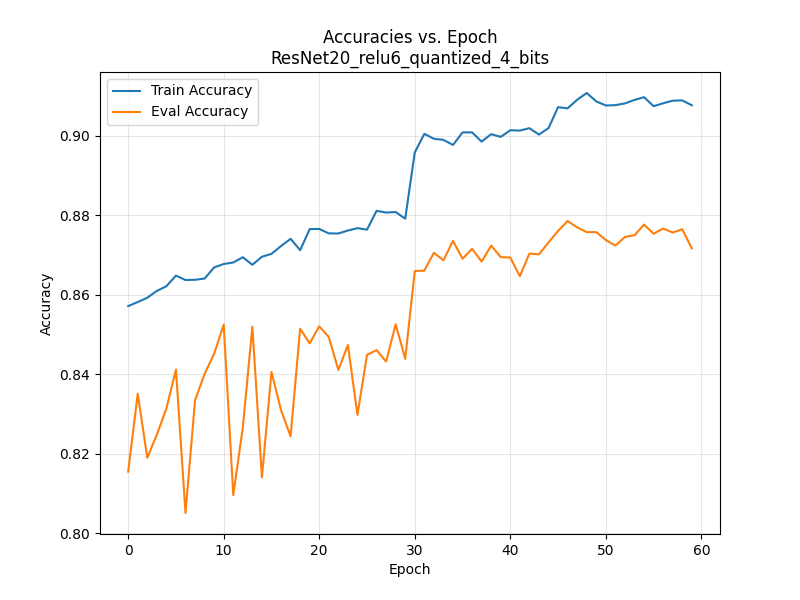 Accuracies vs. Epoch
ResNet20_relu6_quantized_4_bits
Train Accuracy
Eval Accuracy
0.90
0.88
0.86
0.84
0.82
0.80
Accuracy
0 10 20 30 40 50 60
Epoch